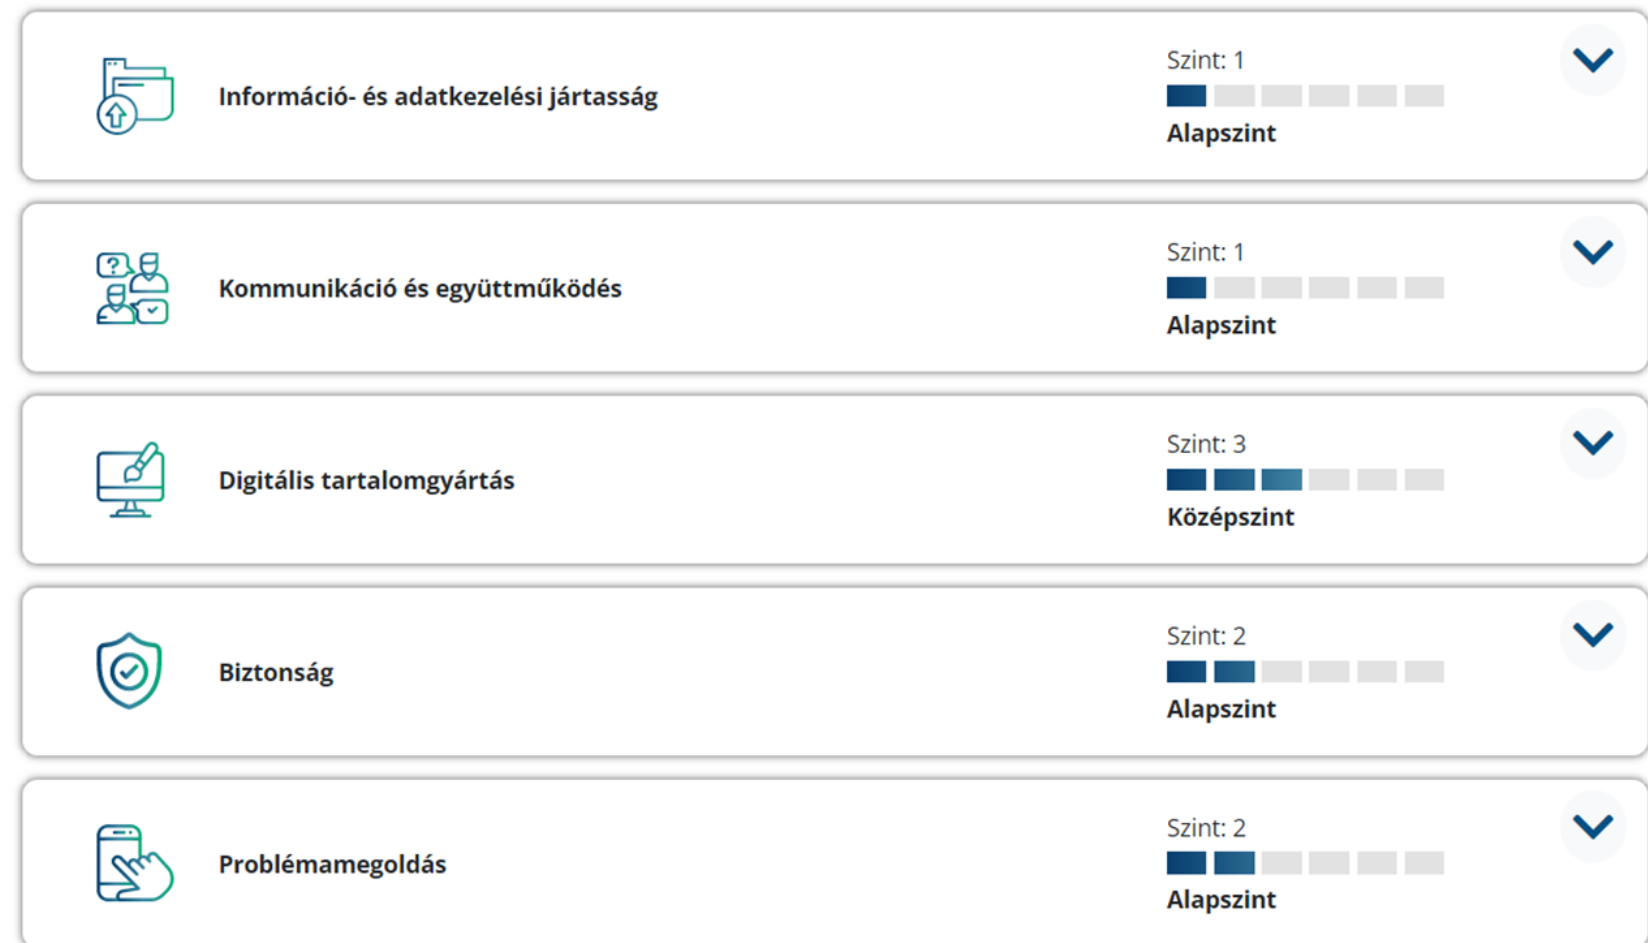 Információ- és adatkezelési jártasság
Szint: 1
Alapszint
Kommunikáció és együttműködés
Szint: 1
Alapszint
Digitális tartalomgyártás
Szint: 3
Középszint
Biztonság
Szint: 2
Alapszint
Problémamegoldás
Szint: 2
Alapszint